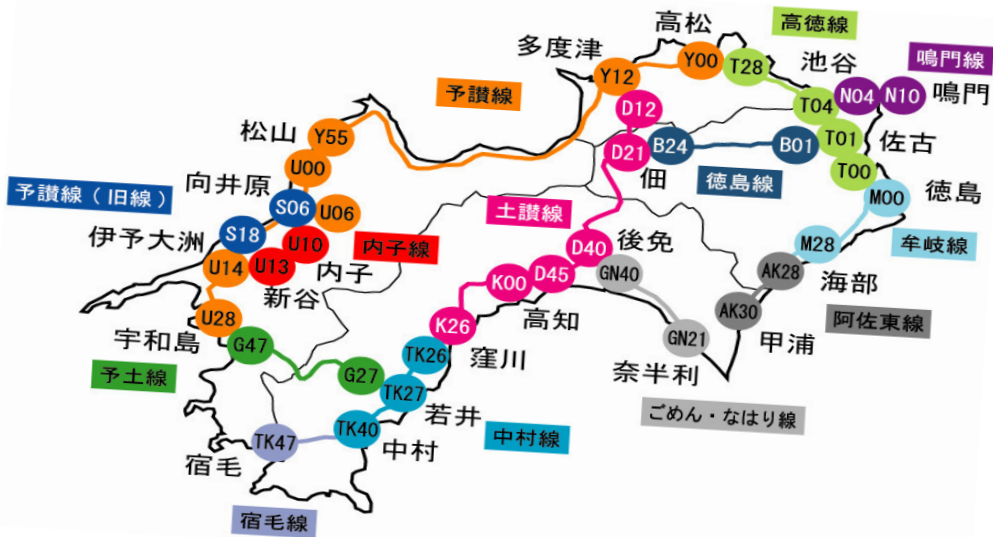 高松
高徳線
多度津
Y00
T28
池谷
鳴門線
Y12
予讃線
D12
T04
N04
N10
鳴門
松山
Y55
D21
B24
B01
T01
佐古
U00
佃
T00
向井原
徳島線
予讃線(旧線)
S06
U06
土讃線
M00
徳島
S18
U10
内子線
D40
後免
M28
牟岐線
伊予大洲
U14
U13
内子
新谷
K00
D45
GN40
AK28
海部
U28
高知
AK30
阿佐東線
宇和島
K26
GN21
甲浦
G47
TK26
窪川
予土線
G27
TK27
奈半利
若井
ごめん・なはり線
TK47
TK40
中村
中村線
宿毛
宿毛線